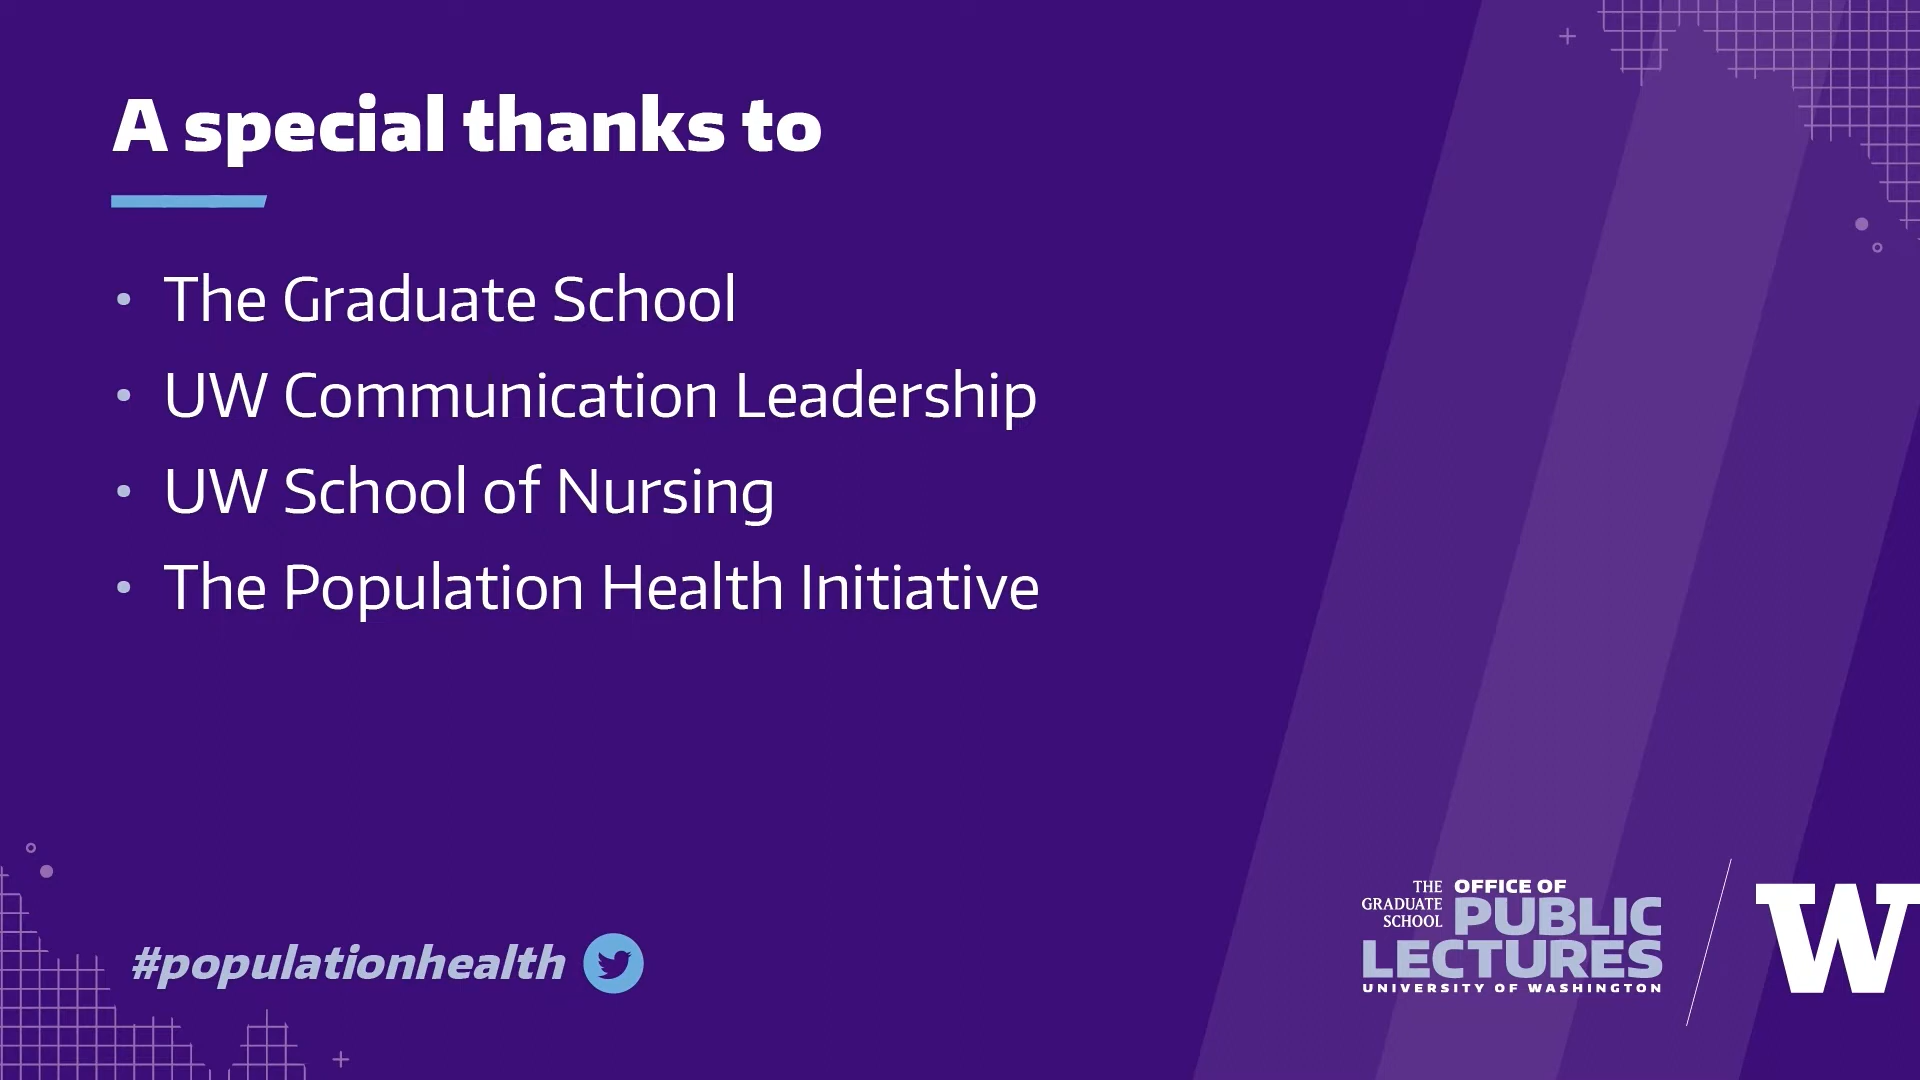 A special thanks to
• The Graduate School
• UW Communication Leadership
• UW School of Nursing
• The Population Health Initiative
#populationhealth
THE GRADUATE SCHOOL
OFFICE OF
PUBLIC
LECTURES
UNIVERSITY OF WASHINGTON
W